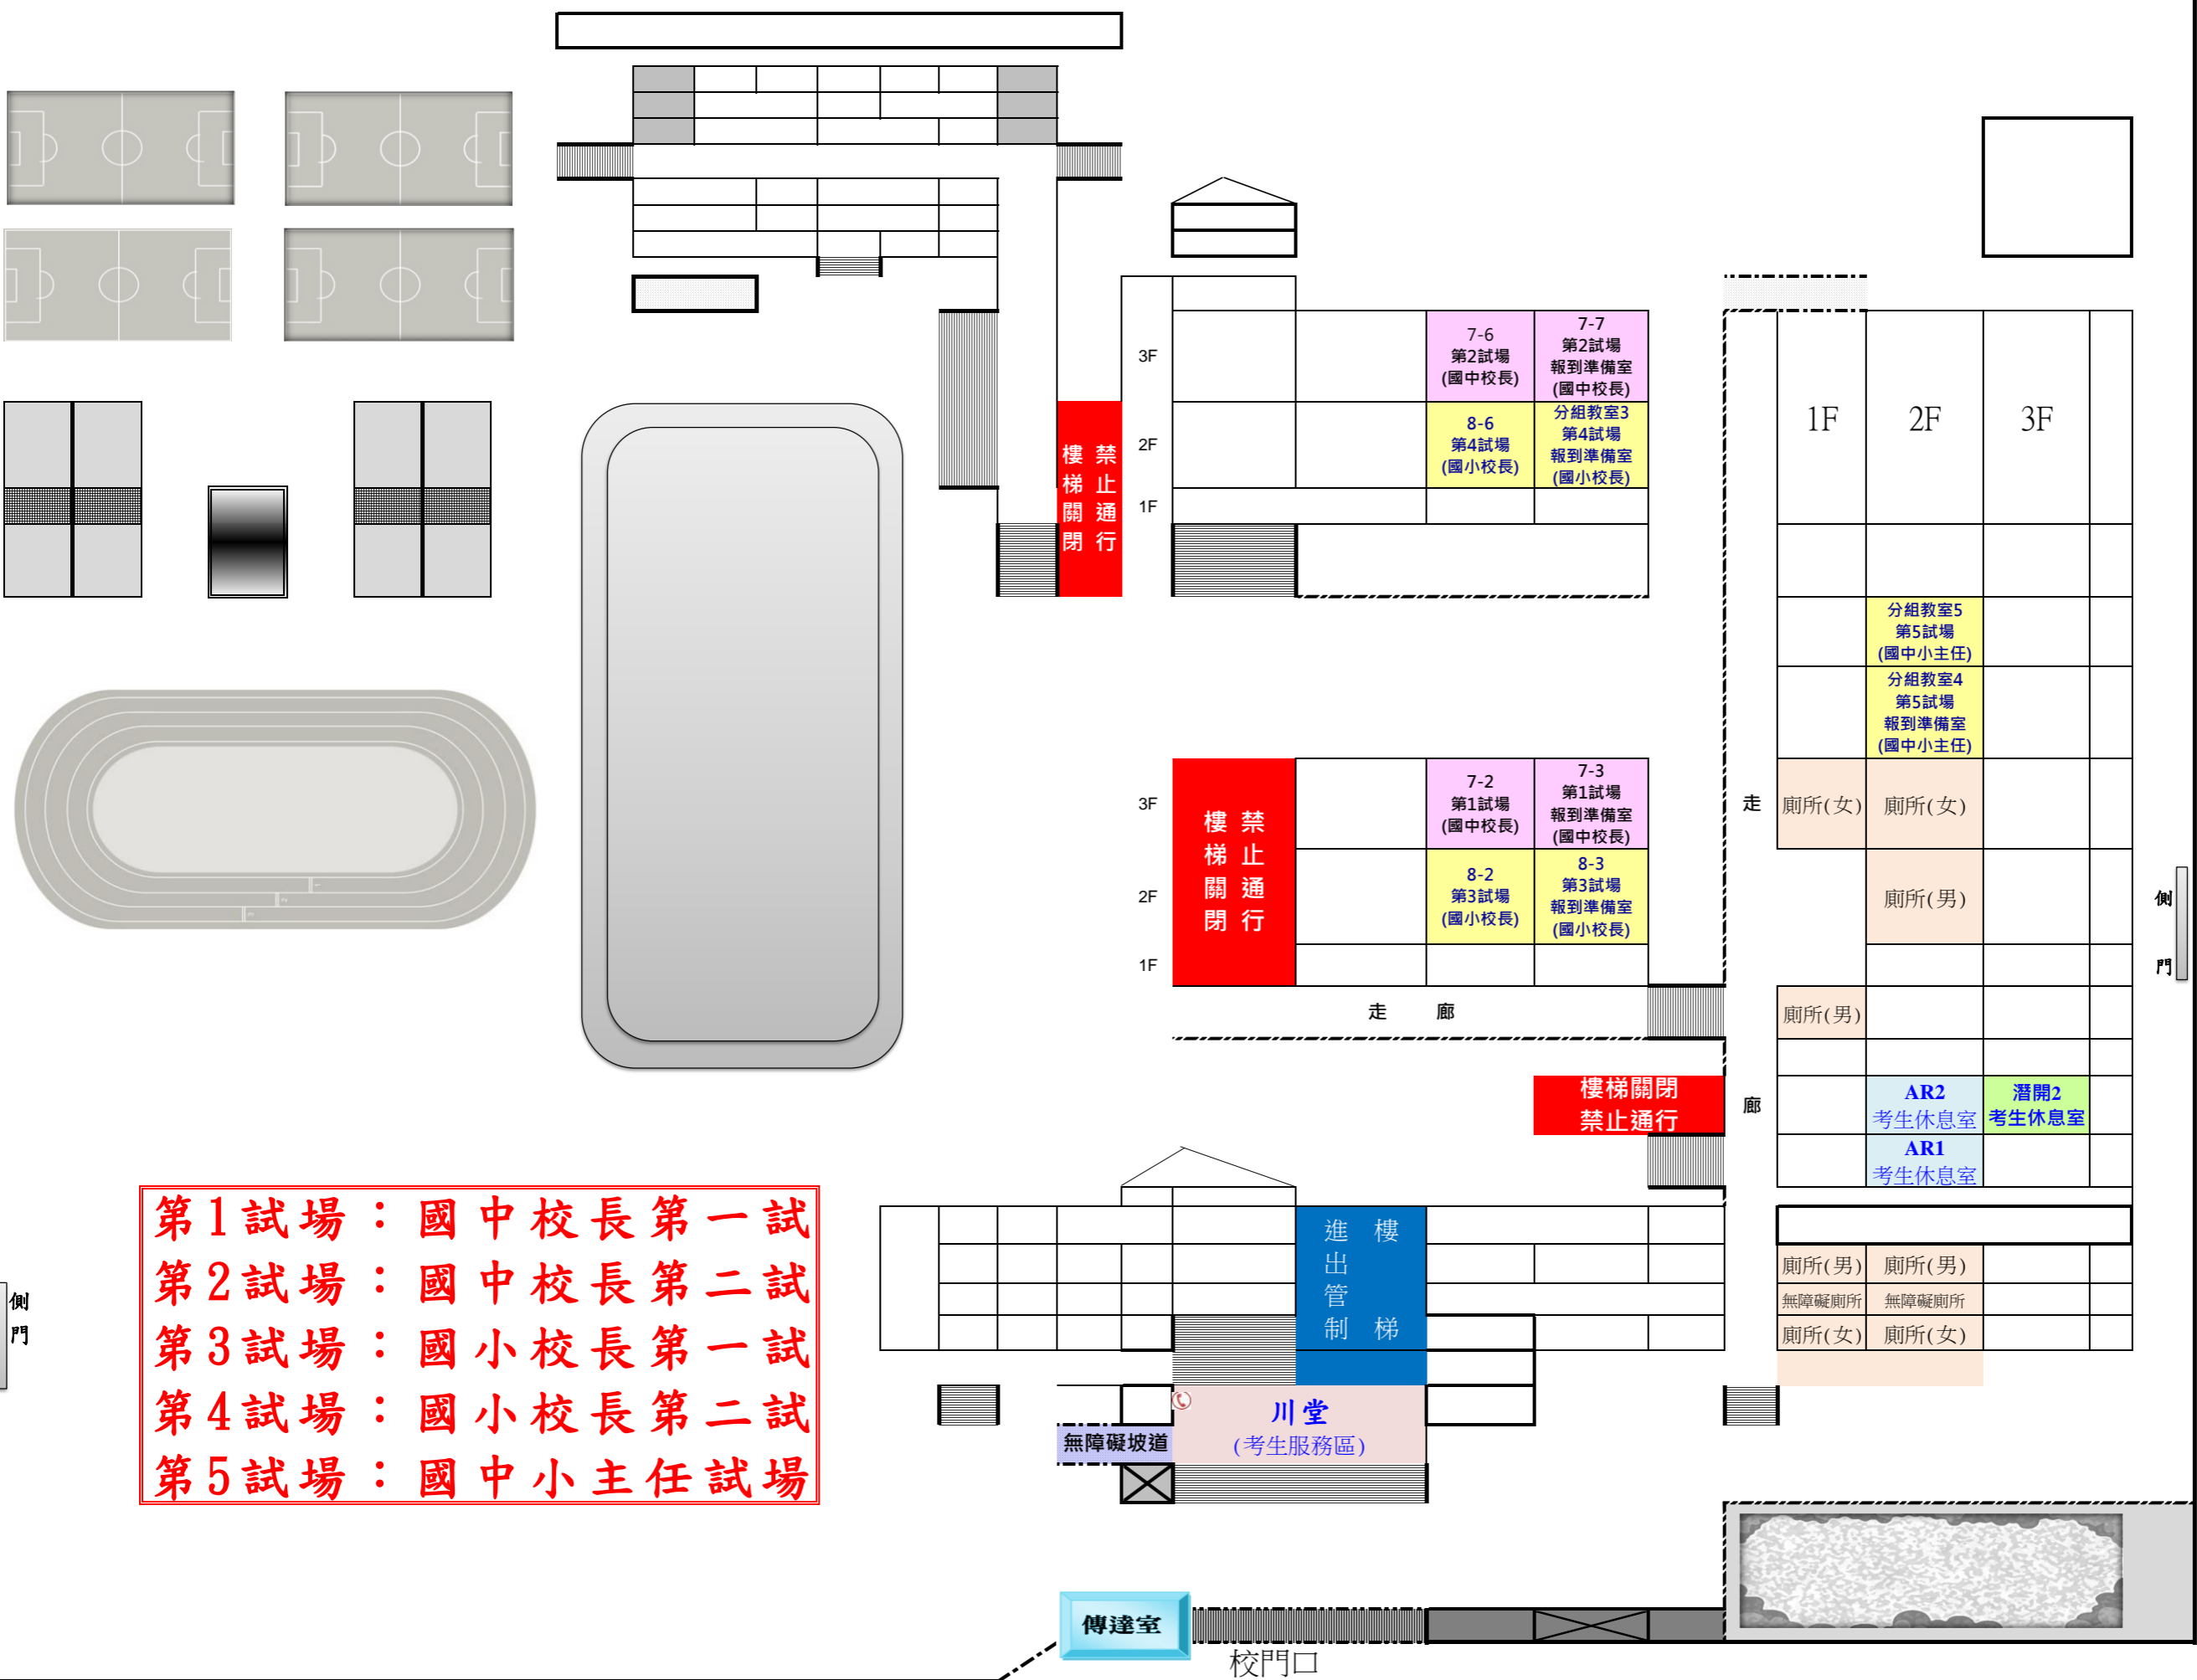 3F
7-6
第2試場
(國中校長)
7-7
第2試場
報到準備室
(國中校長)
1F
2F
3F
2F
8-6
第4試場
(國小校長)
分組教室3
第4試場
報到準備室
(國小校長)
禁止通行
樓梯關閉
1F
分組教室5
第5試場
(國中小主任)
分組教室4
第5試場
報到準備室
(國中小主任)
3F
7-2
第1試場
(國中校長)
7-3
第1試場
報到準備室
(國中校長)
走廊
廁所(女)
廁所(女)
禁止通行
樓梯關閉
2F
8-2
第3試場
(國小校長)
8-3
第3試場
報到準備室
(國小校長)
廁所(男)
側門
1F
走 廊
廁所(男)
樓梯關閉
禁止通行
AR2
考生休息室
潛開2
考生休息室
AR1
考生休息室
第1試場：國中校長第一試
第2試場：國中校長第二試
第3試場：國小校長第一試
第4試場：國小校長第二試
第5試場：國中小主任試場
側門
樓梯
進出管制
廁所(男)
廁所(男)
無障礙廁所
無障礙廁所
廁所(女)
廁所(女)
川堂
(考生服務區)
無障礙坡道
傳達室
校門口